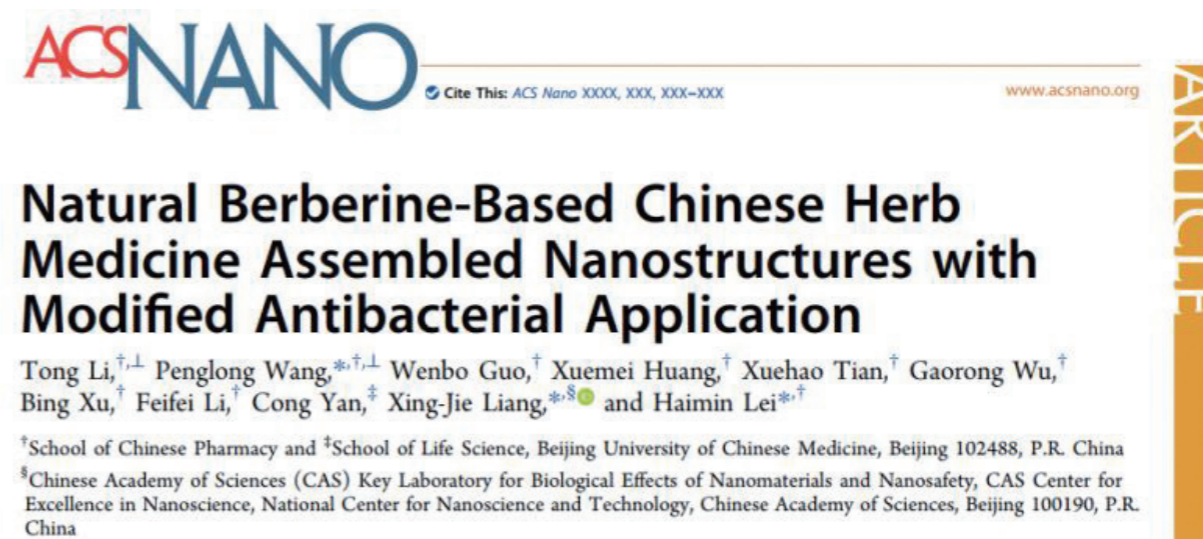 ACSNANO
Cite This: ACS Nano XXXX, XXX, XXX−XXX
www.acsnano.org
ARTICLE
Natural Berberine-Based Chinese Herb
Medicine Assembled Nanostructures with
Modified Antibacterial Application
Tong Li,†,⊥ Penglong Wang,*,†,⊥ Wenbo Guo,† Xuemei Huang,† Xuehao Tian,† Gaorong Wu,†
Bing Xu,† Feifei Li,† Cong Yan,‡ Xing-Jie Liang,*,§ and Haimin Lei*,†
†School of Chinese Pharmacy and ‡School of Life Science, Beijing University of Chinese Medicine, Beijing 102488, P.R. China
§Chinese Academy of Sciences (CAS) Key Laboratory for Biological Effects of Nanomaterials and Nanosafety, CAS Center for
Excellence in Nanoscience, National Center for Nanoscience and Technology, Chinese Academy of Sciences, Beijing 100190, P.R.
China